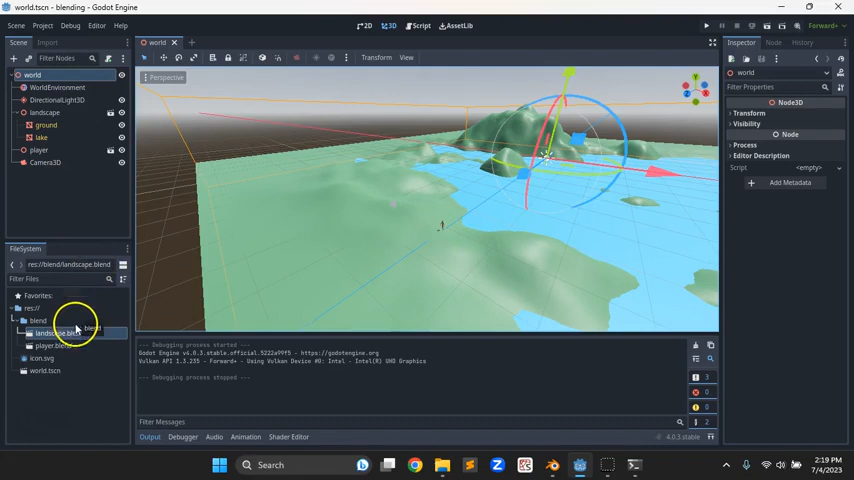 world.tscn - blending - Godot Engine
Scene Project Debug Editor Help
2D 3D Script AssetLib
Forward+
Scene Import
Filter Nodes
world
WorldEnvironment
DirectionalLight3D
landscape
ground
lake
player
Camera3D
world
Transform View
Perspective
Y
X
Z
FileSystem
res://blend/landscape.blend
Filter Files
Favorites:
res://
blend
landscape.ble
blend
player.blend
icon.svg
world.tscn
--- Debugging process started ---
Godot Engine v4.0.3.stable.official.5222a99f5 - https://godotengine.org
Vulkan API 1.3.235 - Forward+ - Using Vulkan Device #0: Intel - Intel(R) UHD Graphics
--- Debugging process stopped ---
3
0
0
2
Filter Messages
Output Debugger Audio Animation Shader Editor
4.0.3.stable
Inspector Node History
world
Filter Properties
Node3D
Transform
Visibility
Node
Process
Editor Description
Script <empty>
Add Metadata
Search
2:19 PM
7/4/2023